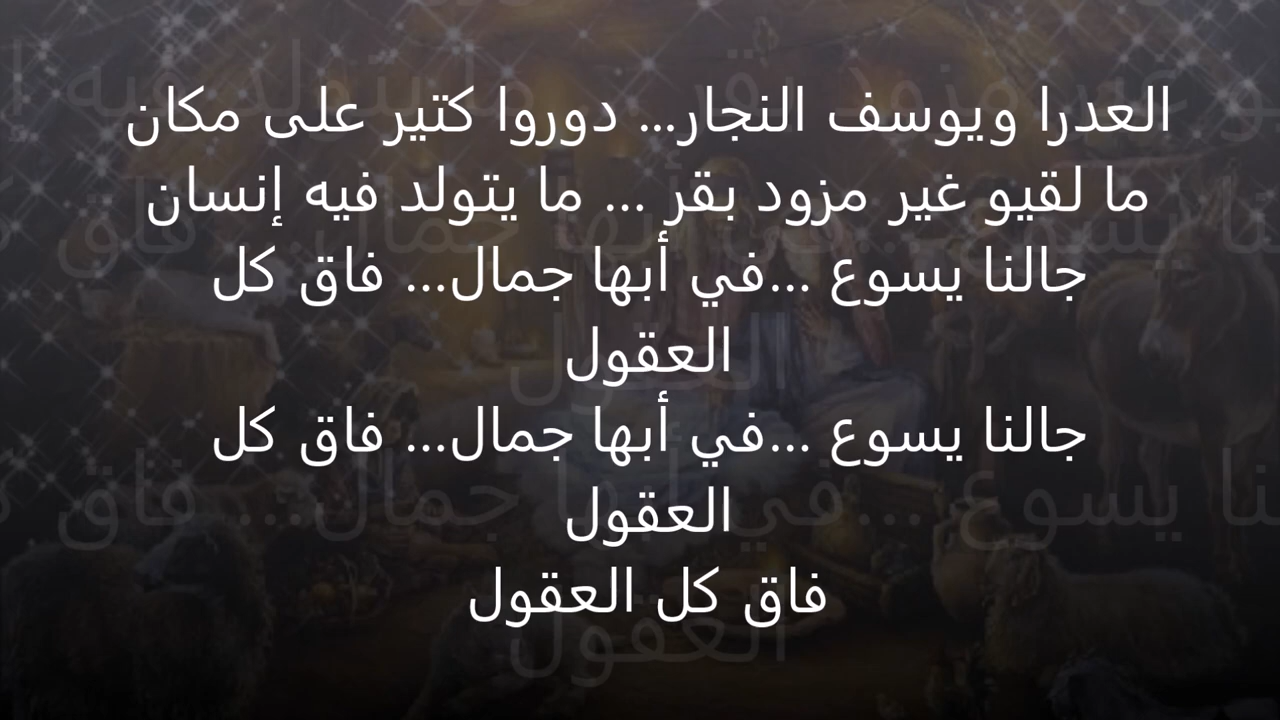 العدرا ويوسف النجار... دوروا كتير على مكان
ما لقيو غير مزود بقر ... ما يتولد فيه إنسان
جالنا يسوع ...في أبها جمال... فاق كل
العقول
جالنا يسوع ...في أبها جمال... فاق كل
العقول
فاق كل العقول